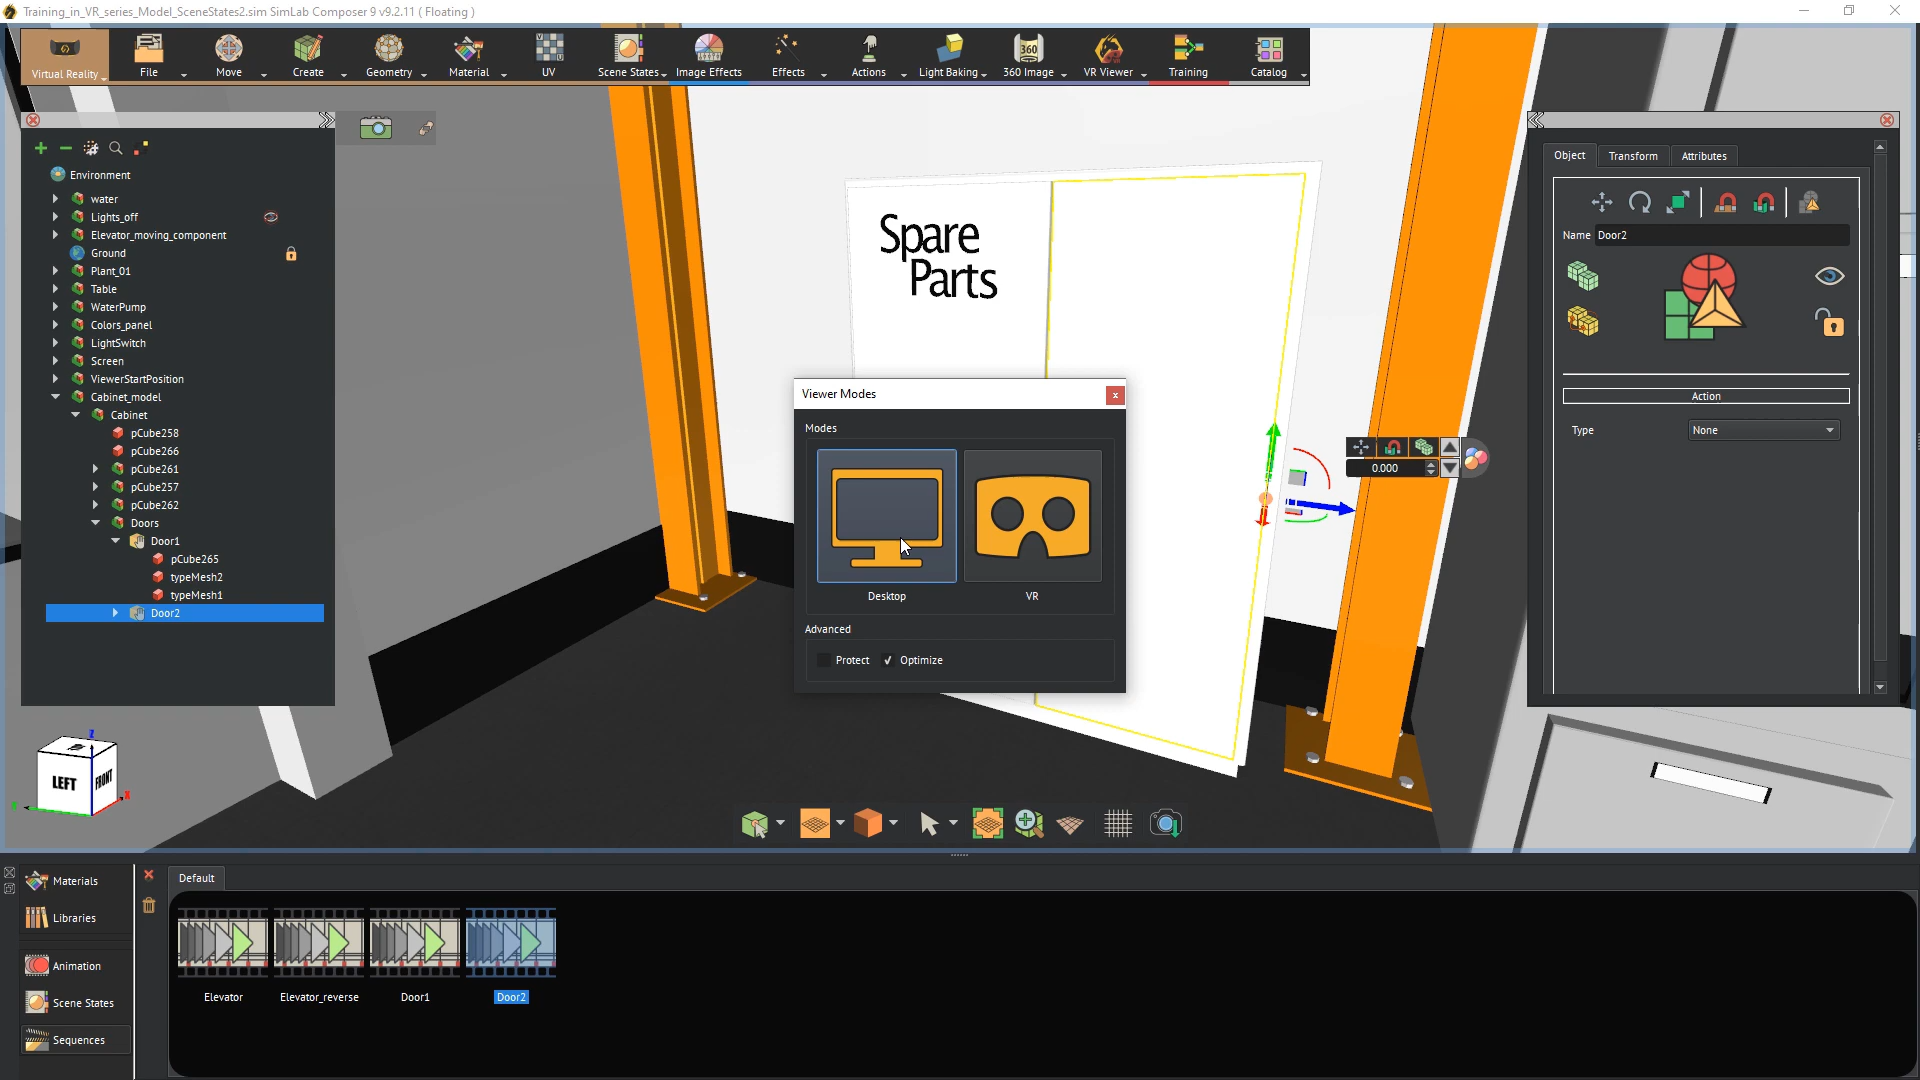 Training_in_VR_series_Model_SceneStates2.sim SimLab Composer 9 v9.2.11 ( Floating )
Virtual Reality
File
Move
Create
Geometry
Material
UV
Scene States
Image Effects
Effects
Actions
Light Baking
360 Image
VR Viewer
Training
Catalog
360
Environment
water
Lights_off
Elevator_moving_component
Ground
Plant_01
Table
WaterPump
Colors_panel
LightSwitch
Screen
ViewerStartPosition
Cabinet_model
Cabinet
pCube258
pCube266
pCube261
pCube257
pCube262
Doors
Door1
pCube265
typeMesh2
typeMesh1
Door2
Spare
Parts
Viewer Modes
x
Modes
Desktop
VR
Advanced
Protect
Optimize
0.000
Object
Transform
Attributes
Name Door2
Action
Type
None
LEFT
FRONT
Z
X
Materials
Libraries
Animation
Scene States
Sequences
Default
Elevator
Elevator_reverse
Door1
Door2